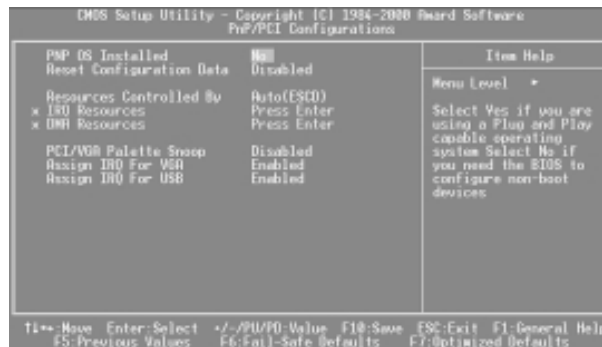 CMOS Setup Utility - Copyright (C) 1984-2000 Award Software
PnP/PCI Configurations
PNP OS Installed No
Reset Configuration Data Disabled
Resources Controlled By Auto(ESCD)
x IRQ Resources Press Enter
x DMA Resources Press Enter
PCI/VGA Palette Snoop Disabled
Assign IRQ For VGA Enabled
Assign IRQ For USB Enabled
Item Help
Menu Level ►
Select Yes if you are
using a Plug and Play
capable operating
system Select No if
you need the BIOS to
configure non-boot
devices
↑↓→←:Move Enter:Select +/-/PU/PD:Value F10:Save ESC:Exit F1:General Help
F5:Previous Values F6:Fail-Safe Defaults F7:Optimized Defaults